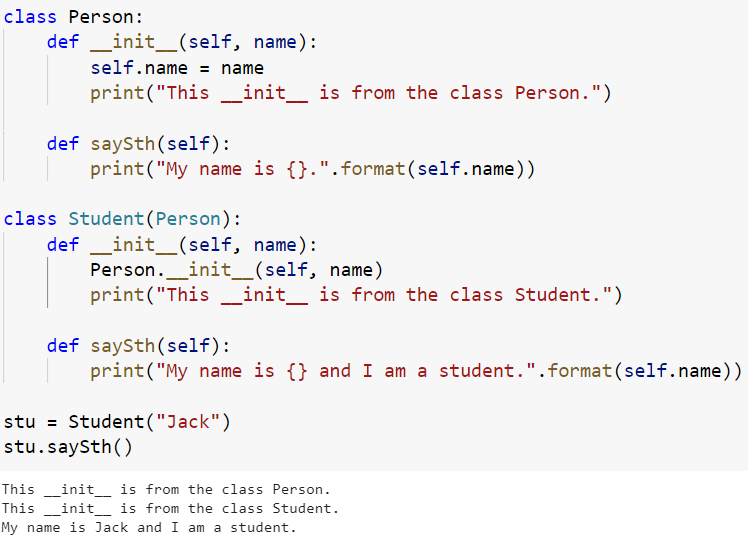 class Person:
    def __init__(self, name):
        self.name = name
        print("This __init__ is from the class Person.")
    def saySth(self):
        print("My name is {}.".format(self.name))
class Student(Person):
    def __init__(self, name):
        Person.__init__(self, name)
        print("This __init__ is from the class Student.")
    def saySth(self):
        print("My name is {} and I am a student.".format(self.name))
stu = Student("Jack")
stu.saySth()
This __init__ is from the class Person.
This __init__ is from the class Student.
My name is Jack and I am a student.